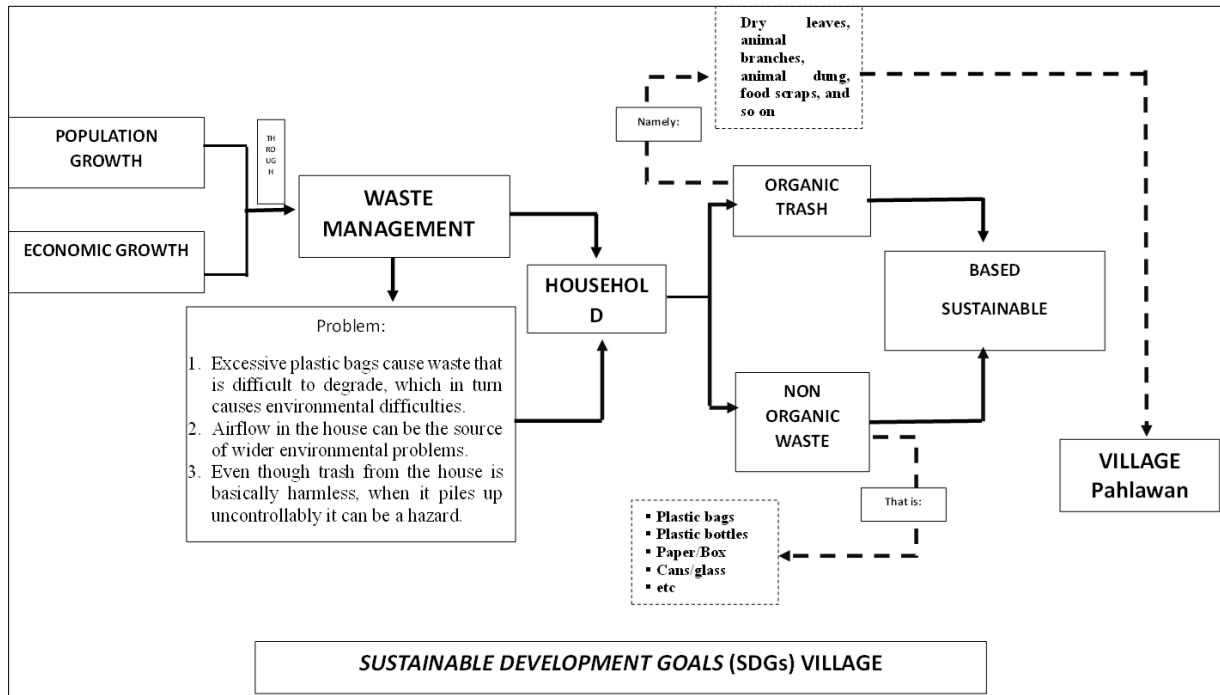 POPULATION
GROWTH
ECONOMIC GROWTH
TH
ROU
UG
H
WASTE
MANAGEMENT
Problem:
1. Excessive plastic bags cause waste that
is difficult to degrade, which in turn
causes environmental difficulties.
2. Airflow in the house can be the source
of wider environmental problems.
3. Even though trash from the house is
basically harmless, when it piles up
uncontrollably it can be a hazard.
HOUSEHOL
D
Namely:
Dry leaves,
animal
branches,
animal dung,
food scraps, and
so on
ORGANIC
TRASH
NON
ORGANIC
WASTE
That is:
▪ Plastic bags
▪ Plastic bottles
▪ Paper/Box
▪ Cans/glass
▪ etc
BASED
SUSTAINABLE
VILLAGE
Pahlawan
SUSTAINABLE DEVELOPMENT GOALS (SDGs) VILLAGE